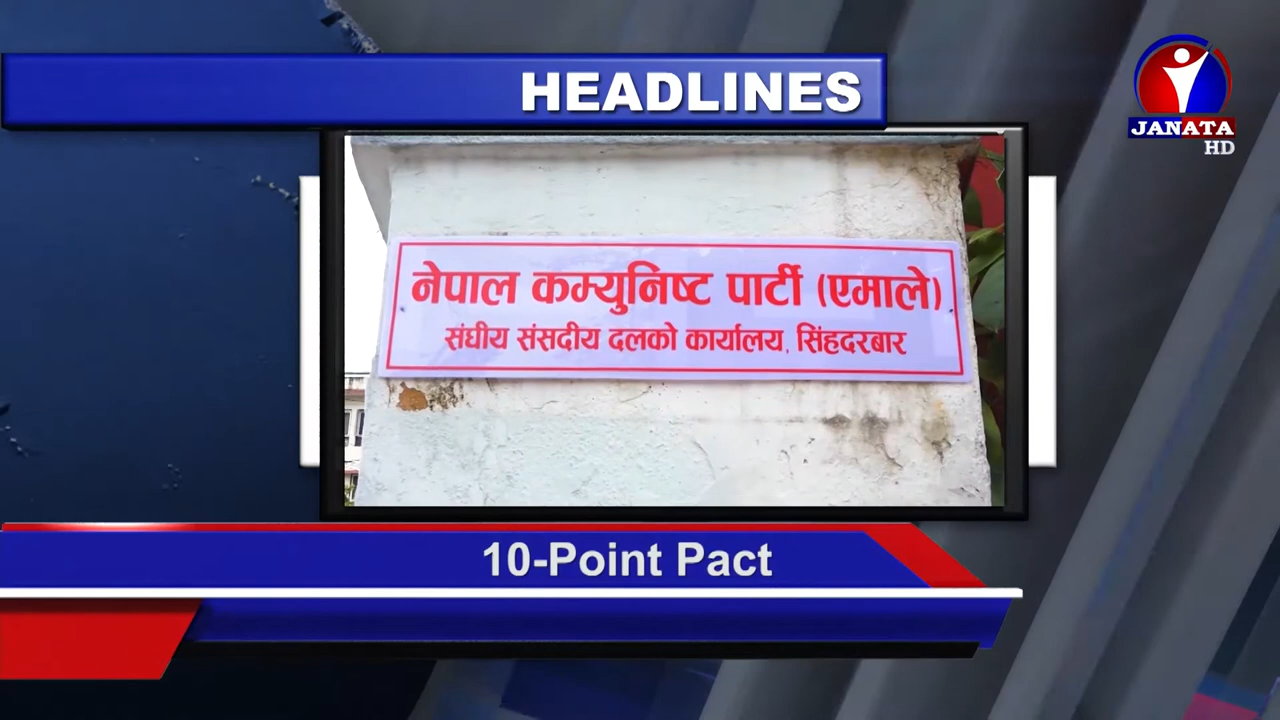 HEADLINES
JANATA
HD
नेपाल कम्युनिष्ट पार्टी (एमाले)
संघीय संसदीय दलको कार्यालय, सिंहदरबार
10-Point Pact